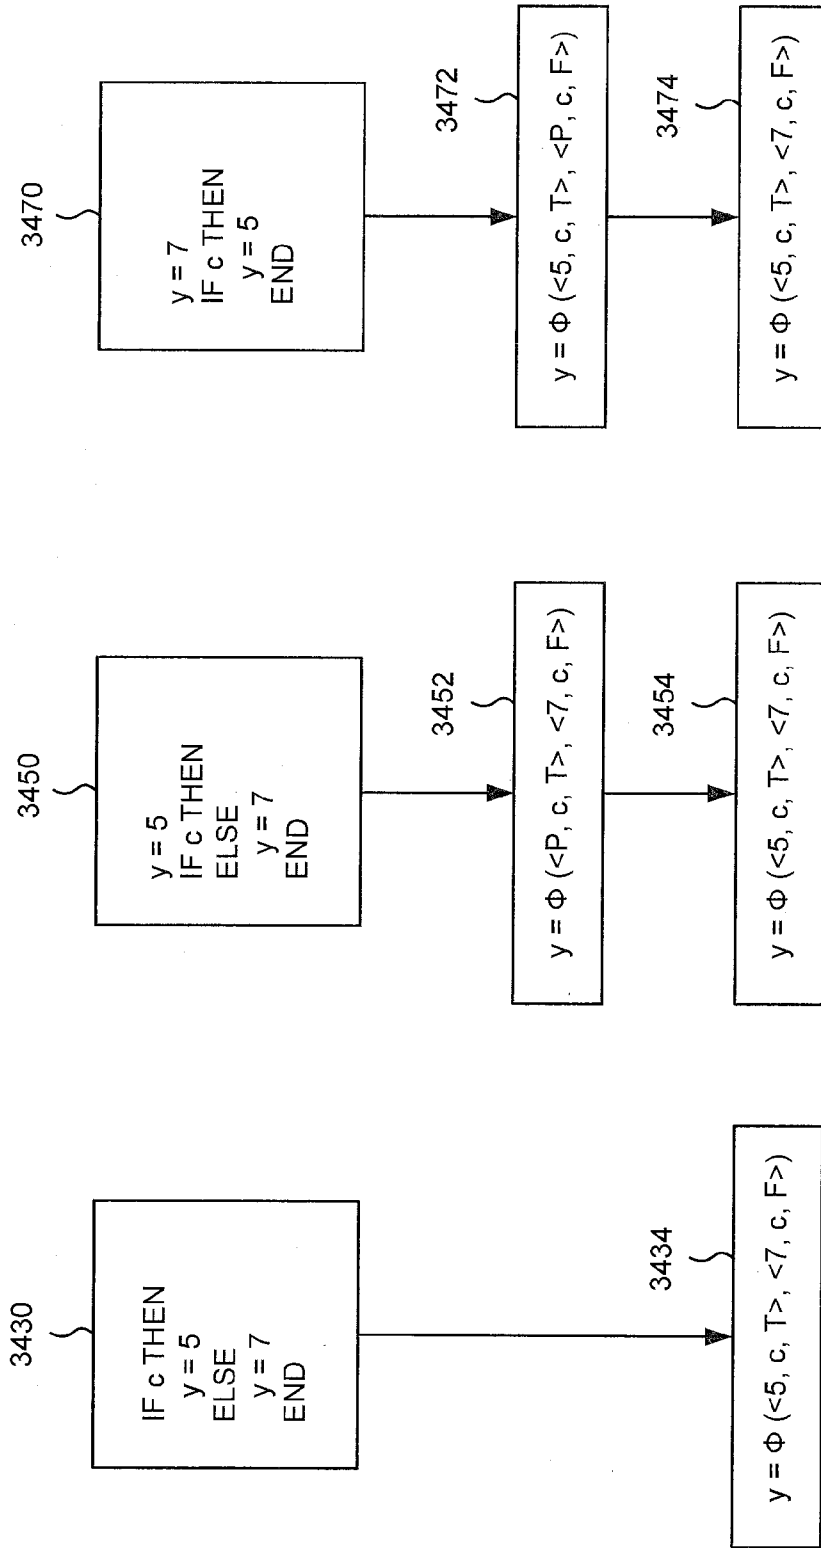 3430
IF c THEN
y = 5
ELSE
y = 7
END
3434
y = Φ (<5, c, T>, <7, c, F>)
3450
y = 5
IF c THEN
ELSE
y = 7
END
3452
y = Φ (<P, c, T>, <7, c, F>)
3454
y = Φ (<5, c, T>, <7, c, F>)
3470
y = 7
IF c THEN
y = 5
END
3472
y = Φ (<5, c, T>, <P, c, F>)
3474
y = Φ (<5, c, T>, <7, c, F>)